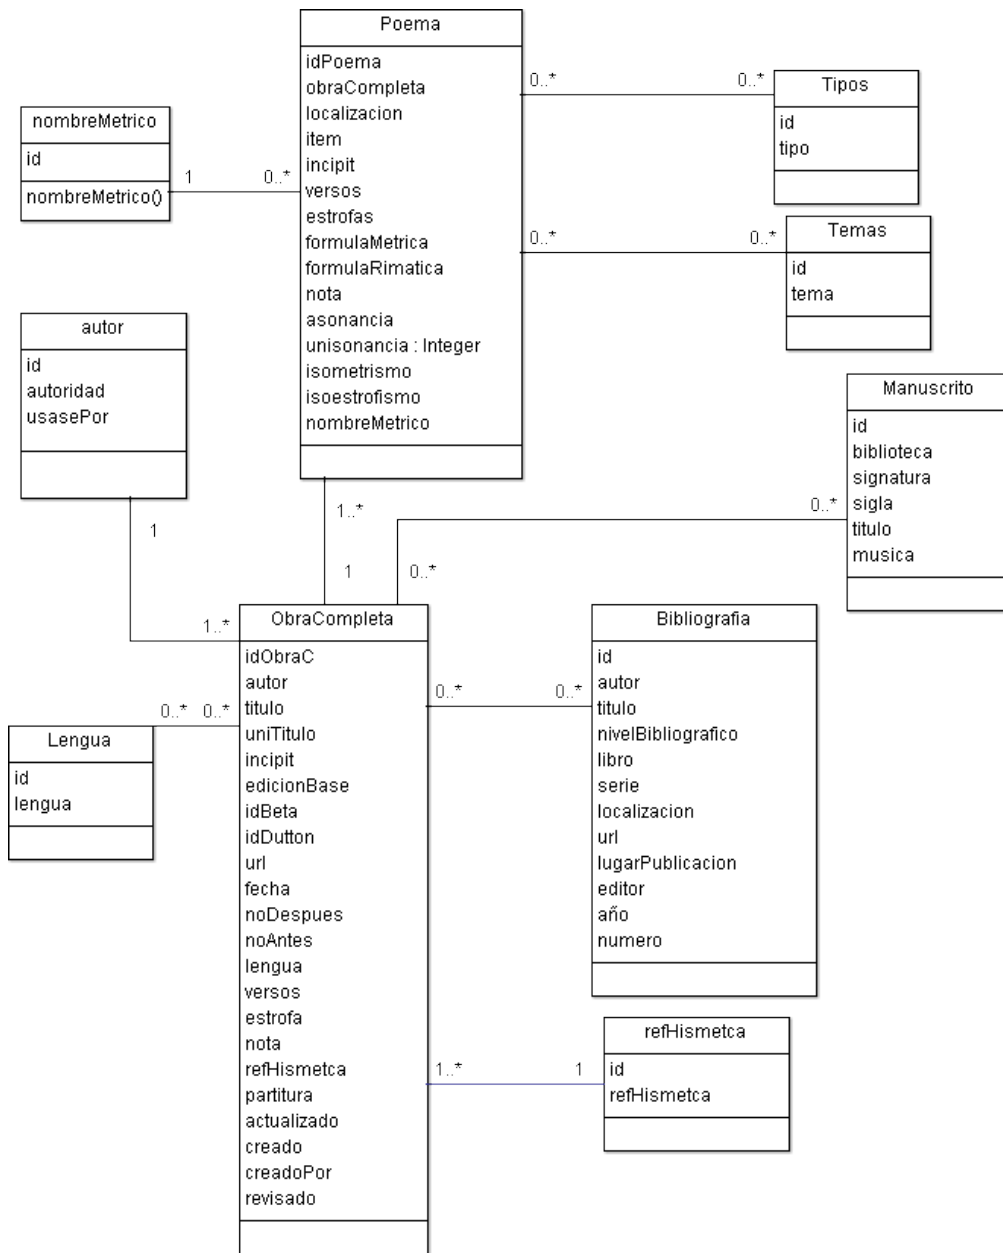 Poema
idPoema
obraCompleta
localizacion
item
incipit
versos
estrofas
formulaMetrica
formulaRimatica
nota
asonancia
unisonancia : Integer
isometrismo
isoestrofismo
nombreMetrico
0..*
0..*
Tipos
id
tipo
nombreMetrico
id
nombreMetrico()
1
0..*
0..*
0..*
Temas
id
tema
autor
id
autoridad
usasePor
1
1..*
Manuscrito
id
biblioteca
signatura
sigla
titulo
musica
0..*
0..*
1..*
1
ObraCompleta
idObraC
autor
titulo
uniTitulo
incipit
edicionBase
idBeta
idDutton
url
fecha
noDespues
noAntes
lengua
versos
estrofa
nota
refHismetca
partitura
actualizado
creado
creadoPor
revisado
0..*
0..*
Bibliografia
id
autor
titulo
nivelBibliografico
libro
serie
localizacion
url
lugarPublicacion
editor
año
numero
0..* 0..*
Lengua
id
lengua
1..*
1
refHismetca
id
refHismetca